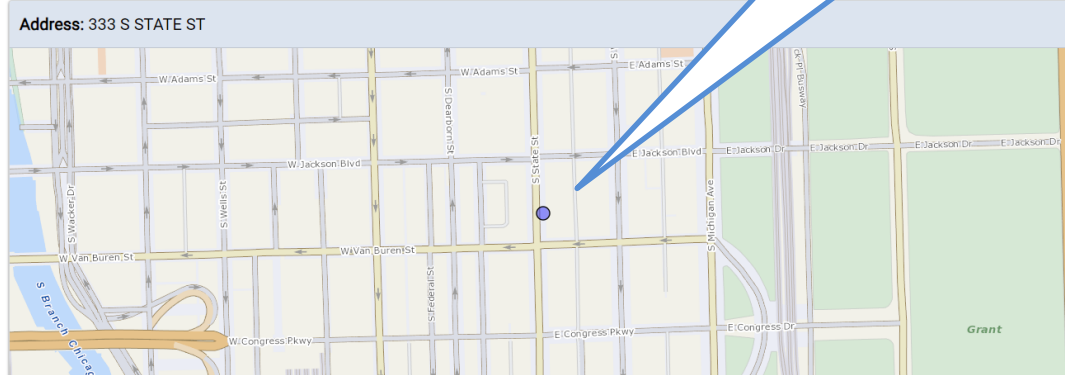 Address: 333 S STATE ST
W Adams St
W Adams St
E Adams St
S Dearborn St
S State St
W Jackson Blvd
E Jackson Blvd
E Jackson Dr
E Jackson Dr
E Jackson Dr
E Jackson Dr
S Wacker Dr
S Wells St
S Michigan Ave
W Van Buren St
W Van Buren St
S Federal St
S Branch Chicag
W Congress Pkwy
E Congress Pkwy
E Congress Dr
Grant